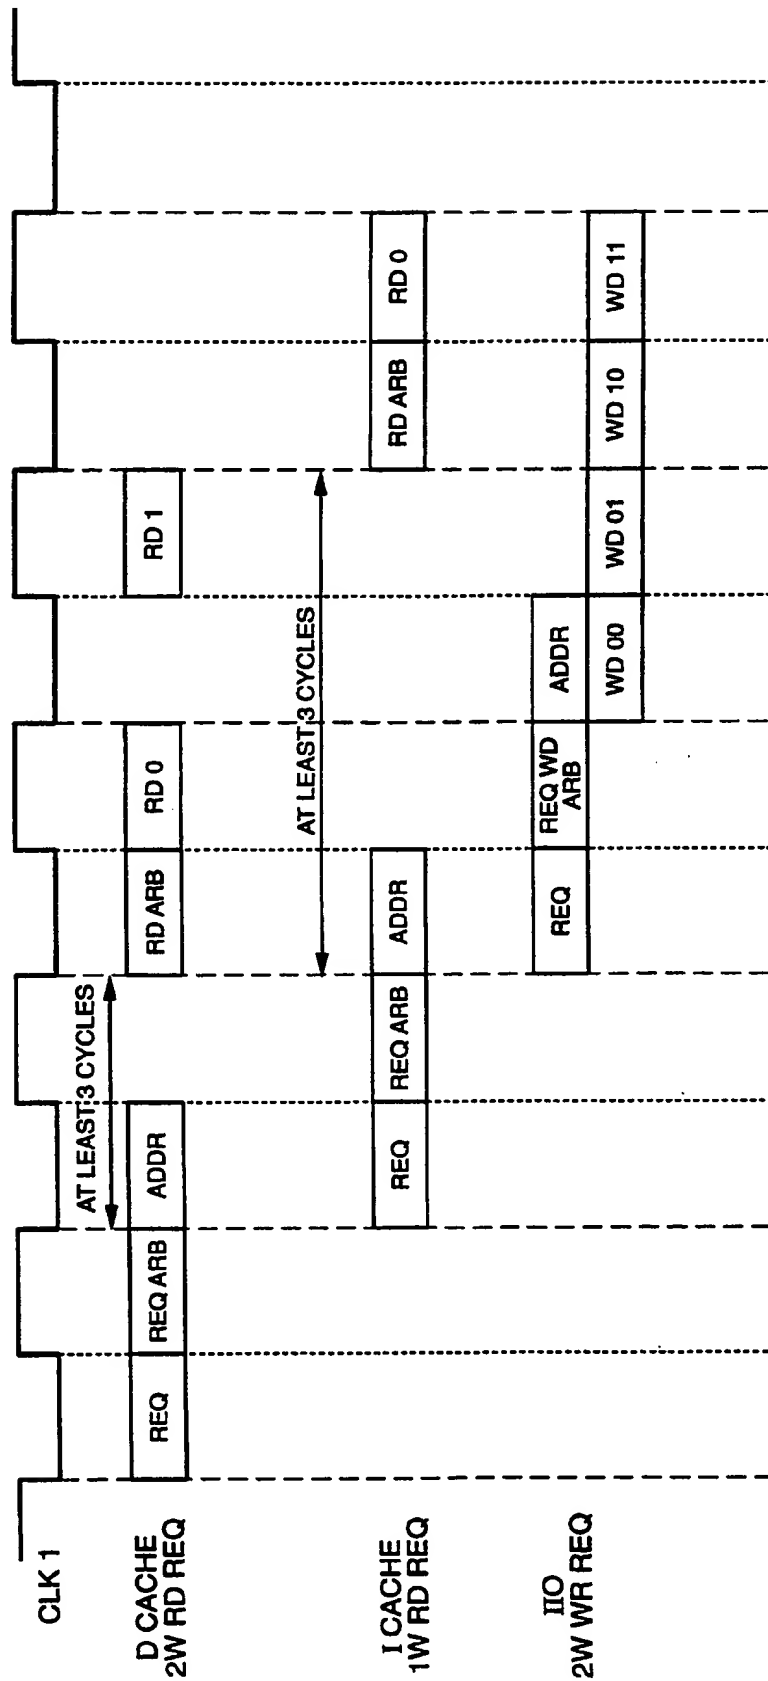 CLK 1
D CACHE
2W RD REQ
REQ
REQ ARB
ADDR
AT LEAST 3 CYCLES
RD ARB
RD 0
RD 1
AT LEAST 3 CYCLES
I CACHE
1W RD REQ
REQ
REQ ARB
ADDR
RD ARB
RD 0
IIO
2W WR REQ
REQ
REQ WD
ARB
ADDR
WD 00
WD 01
WD 10
WD 11